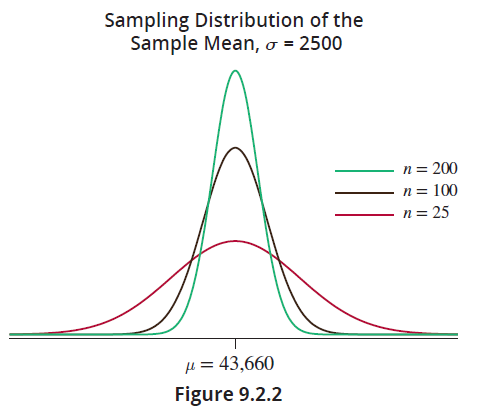 Sampling Distribution of the
Sample Mean, σ = 2500
n = 200
n = 100
n = 25
μ = 43,660
Figure 9.2.2